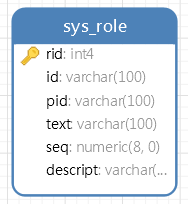 sys_role
rid: int4
id: varchar(100)
pid: varchar(100)
text: varchar(100)
seq: numeric(8, 0)
descript: varchar(...